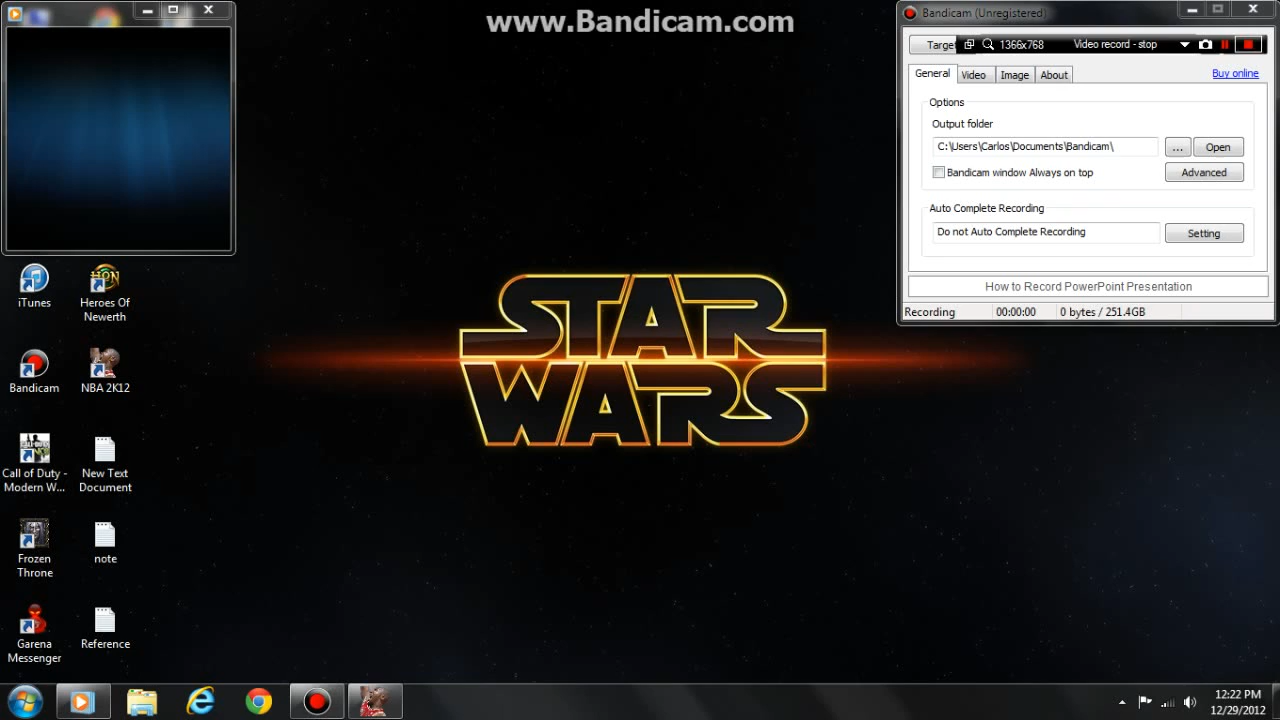 www.Bandicam.com
Bandicam (Unregistered)
Target
1366x768
Video record - stop
General
Video
Image
About
Buy online
Options
Output folder
C:\Users\Carlos\Documents\Bandicam\
...
Open
Bandicam window Always on top
Advanced
Auto Complete Recording
Do not Auto Complete Recording
Setting
How to Record PowerPoint Presentation
Recording
00:00:00
0 bytes / 251.4GB
STAR
WARS
iTunes
HON
Heroes Of
Newerth
Bandicam
NBA 2K12
Call of Duty -
Modern W...
New Text
Document
Frozen
Throne
note
Garena
Messenger
Reference
12:22 PM
12/29/2012